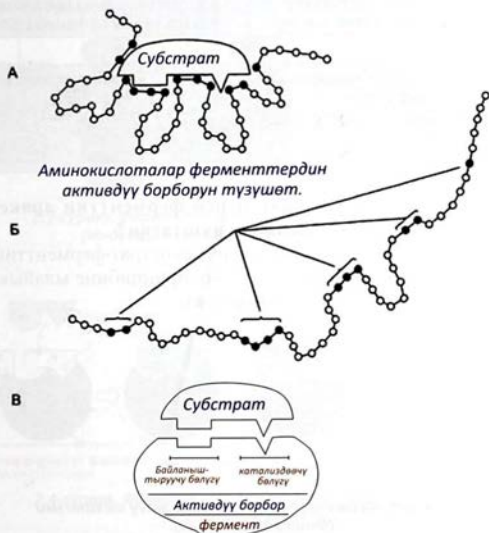 А
Субстрат
Аминокислоталар ферменттердин
активдүү борборун түзүшөт.
Б
В
Субстрат
Байланыш-
тыруучу бөлүгү
катализдөөчү
бөлүгү
Активдүү борбор
фермент